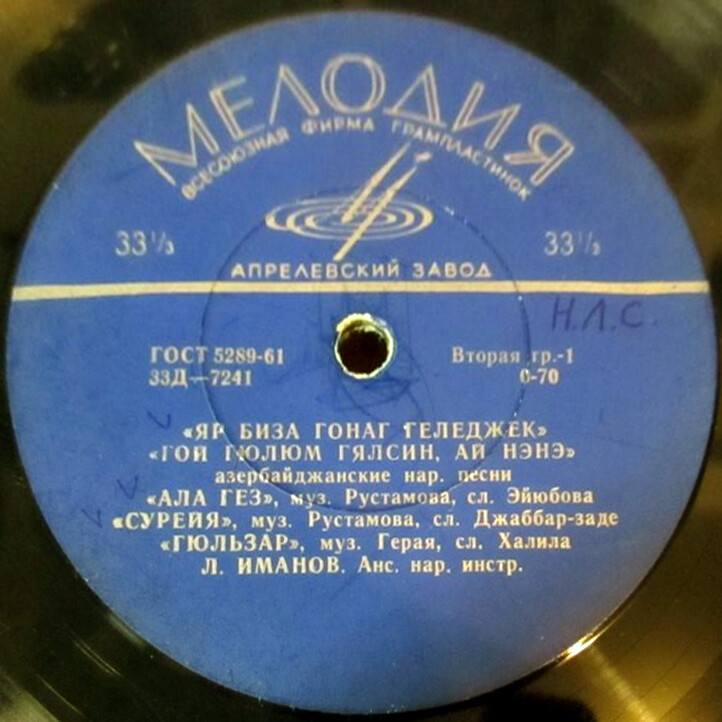 МЕЛОДИЯ
ВСЕСОЮЗНАЯ ФИРМА ГРАМПЛАСТИНОК
33⅓ 33⅓
АПРЕЛЕВСКИЙ ЗАВОД
Н.Л.С.
ГОСТ 5289-61 Вторая гр.-1
33Д—7241 0-70
«ЯР БИЗА ГОНАГ ГЕЛЕДЖЕК»
«ГОЙ ГЮЛЮМ ГЯЛСИН, АЙ НЭНЭ»
азербайджанские нар. песни
«АЛА ГЕЗ», муз. Рустамова, сл. Эйюбова
«СУРЕЙЯ», муз. Рустамова, сл. Джаббар-заде
«ГЮЛЬЗАР», муз. Герая, сл. Халила
Л. ИМАНОВ. Анс. нар. инстр.